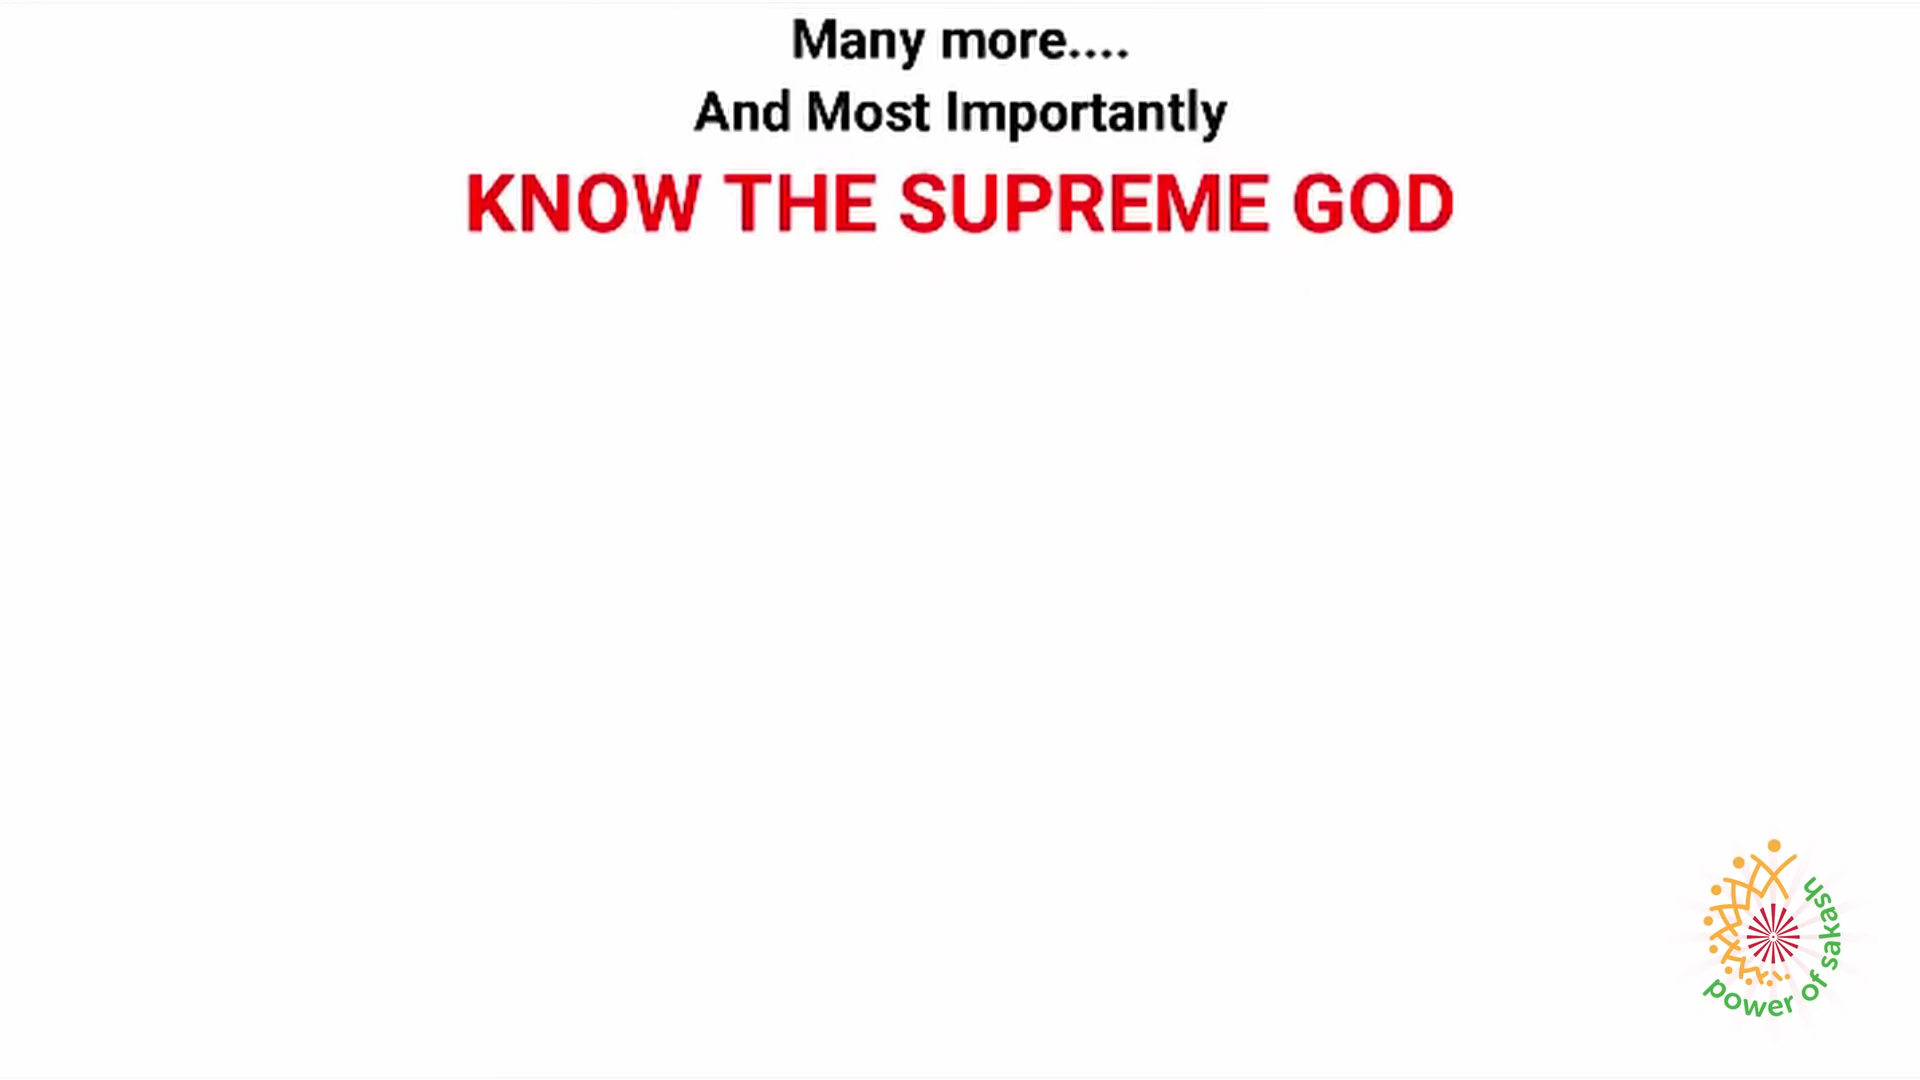 Many more....
And Most Importantly
KNOW THE SUPREME GOD
power of sakash